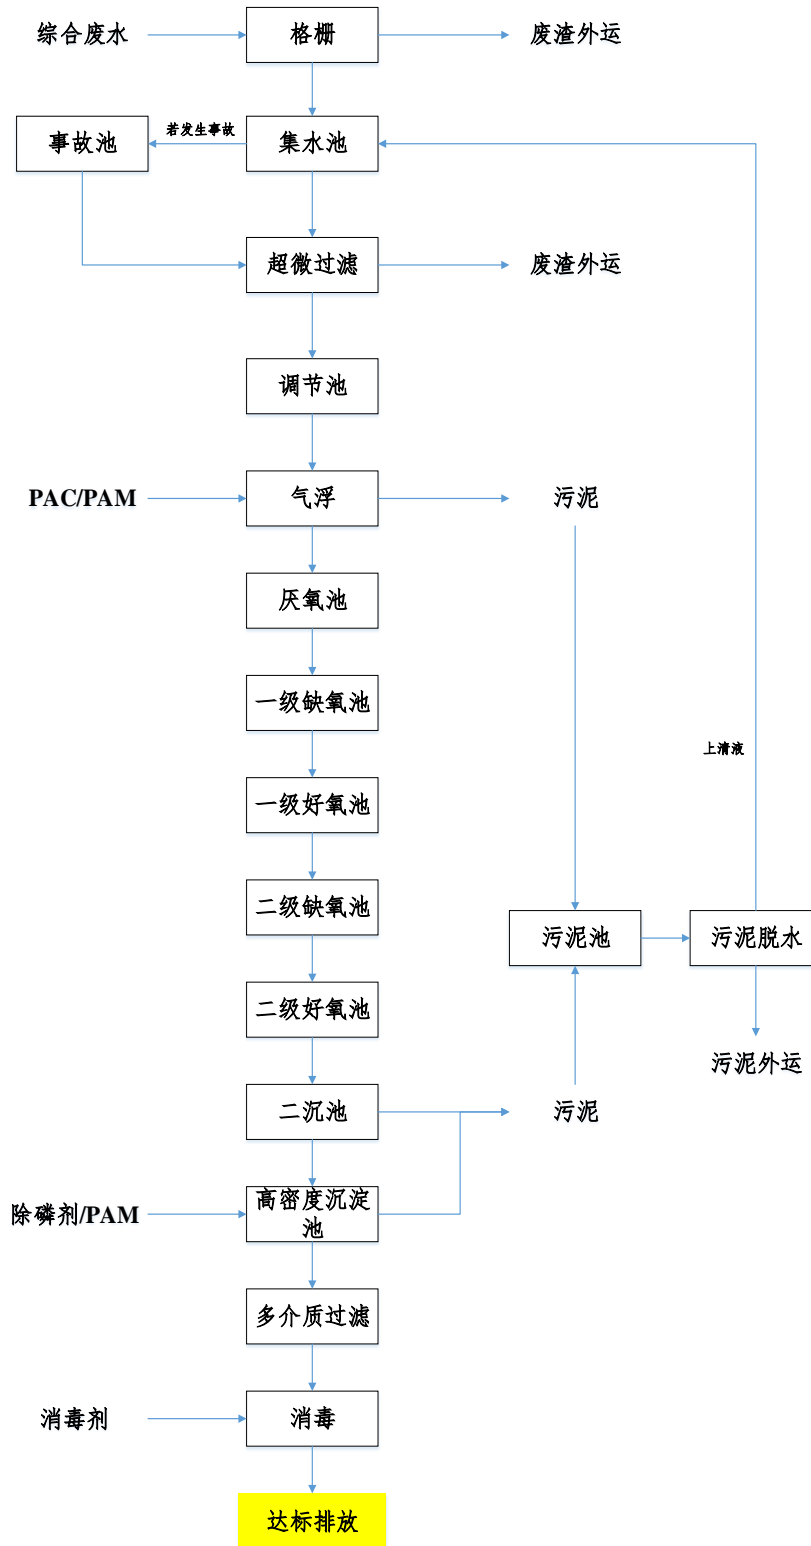 综合废水
格栅
废渣外运
事故池
若发生事故
集水池
超微过滤
废渣外运
调节池
PAC/PAM
气浮
污泥
厌氧池
一级缺氧池
上清液
一级好氧池
二级缺氧池
污泥池
污泥脱水
二级好氧池
污泥外运
二沉池
污泥
除磷剂/PAM
高密度沉淀
池
多介质过滤
消毒剂
消毒
达标排放